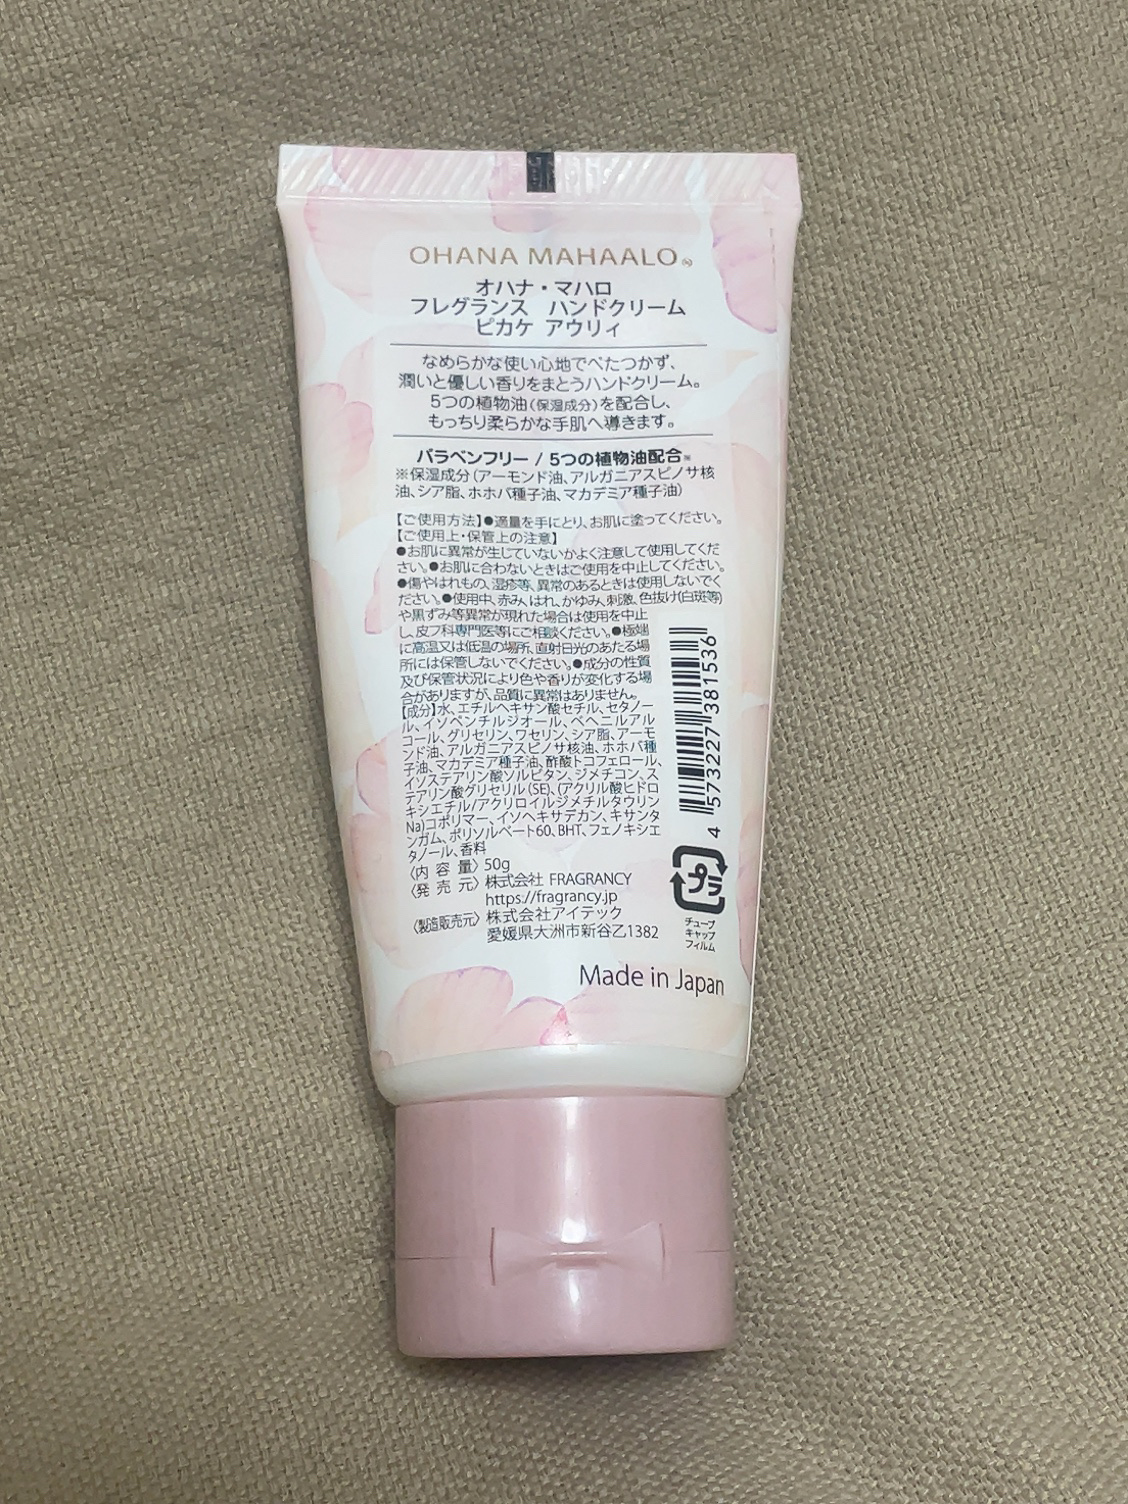 OHANA MAHAALO®
オハナ・マハロ
フレグランス ハンドクリーム
ピカケ アウリィ
なめらかな使い心地でべたつかず、
潤いと優しい香りをまとうハンドクリーム。
5つの植物油(保湿成分)を配合し、
もっちり柔らかな手肌へ導きます。
パラベンフリー / 5つの植物油配合※
※保湿成分(アーモンド油、アルガニアスピノサ核
油、シア脂、ホホバ種子油、マカデミア種子油)
【ご使用方法】●適量を手にとり、お肌に塗ってください。
【ご使用上・保管上の注意】
●お肌に異常が生じていないかよく注意して使用してくだ
さい。●お肌に合わないときはご使用を中止してください。
●傷やはれもの、湿疹等、異常のあるときは使用しないでく
ださい。●使用中、赤み、はれ、かゆみ、刺激、色抜け(白斑等)
や黒ずみ等異常が現れた場合は使用を中止
し、皮フ科専門医等にご相談ください。●極端
に高温又は低温の場所、直射日光のあたる場
所には保管しないでください。●成分の性質
及び保管状況により色や香りが変化する場
合がありますが、品質に異常はありません。
【成分】水、エチルヘキサン酸セチル、セタノー
ル、イソペンチルジオール、ベヘニルアル
コール、グリセリン、ワセリン、シア脂、アーモ
ンド油、アルガニアスピノサ核油、ホホバ種
子油、マカデミア種子油、酢酸トコフェロール、
イソステアリン酸ソルビタン、ジメチコン、ス
テアリン酸グリセリル(SE)、(アクリル酸ヒドロ
キシエチル/アクリロイルジメチルタウリン
Na)コポリマー、イソヘキサデカン、キサンタ
ンガム、ポリソルベート60、BHT、フェノキシエ
タノール、香料
〈内 容 量〉50g
〈発 売 元〉株式会社 FRAGRANCY
https://fragrancy.jp
〈製造販売元〉株式会社アイテック
愛媛県大洲市新谷乙1382
4 573227 381536
プラ
チューブ
キャップ
フィルム
Made in Japan